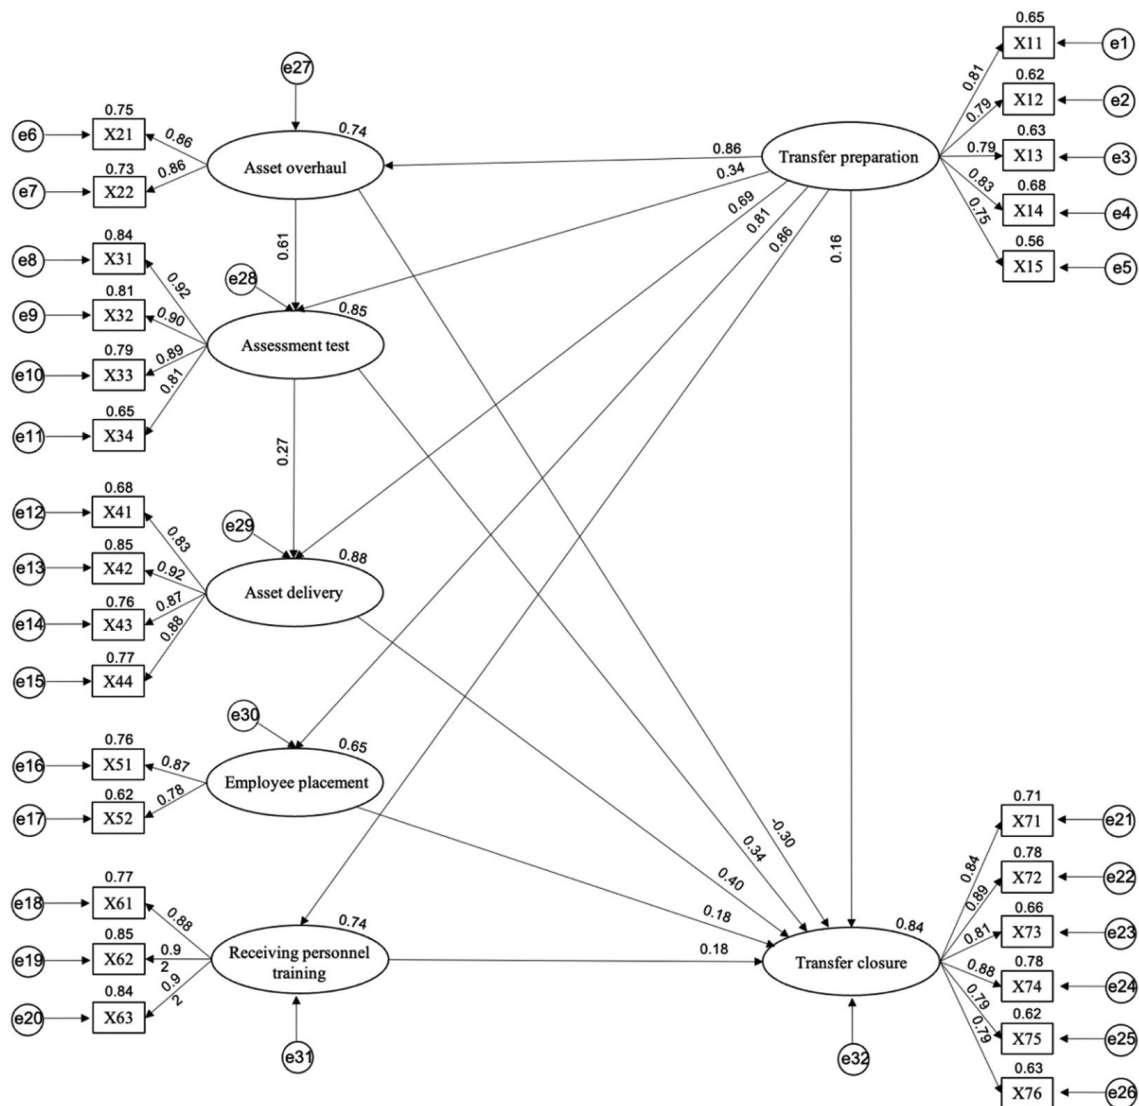 0.65
X11
e1
0.81
0.62
X12
e2
0.79
0.63
X13
e3
0.79
0.68
X14
e4
0.83
0.56
X15
e5
0.75
Transfer preparation
0.86
0.34
0.69
0.81
0.86
0.16
e27
0.74
Asset overhaul
0.75
X21
e6
0.86
0.73
X22
e7
0.86
0.61
e28
0.85
Assessment test
0.84
X31
e8
0.92
0.81
X32
e9
0.90
0.79
X33
e10
0.89
0.65
X34
e11
0.81
0.27
e29
0.88
Asset delivery
0.68
X41
e12
0.83
0.85
X42
e13
0.92
0.76
X43
e14
0.87
0.77
X44
e15
0.88
e30
0.65
Employee placement
0.76
X51
e16
0.87
0.62
X52
e17
0.78
0.74
Receiving personnel
training
e31
0.77
X61
e18
0.88
0.85
X62
e19
0.9
2
0.84
X63
e20
0.9
2
-0.30
0.34
0.40
0.18
0.18
0.84
Transfer closure
e32
0.71
X71
e21
0.84
0.78
X72
e22
0.89
0.66
X73
e23
0.81
0.78
X74
e24
0.88
0.62
X75
e25
0.79
0.63
X76
e26
0.79